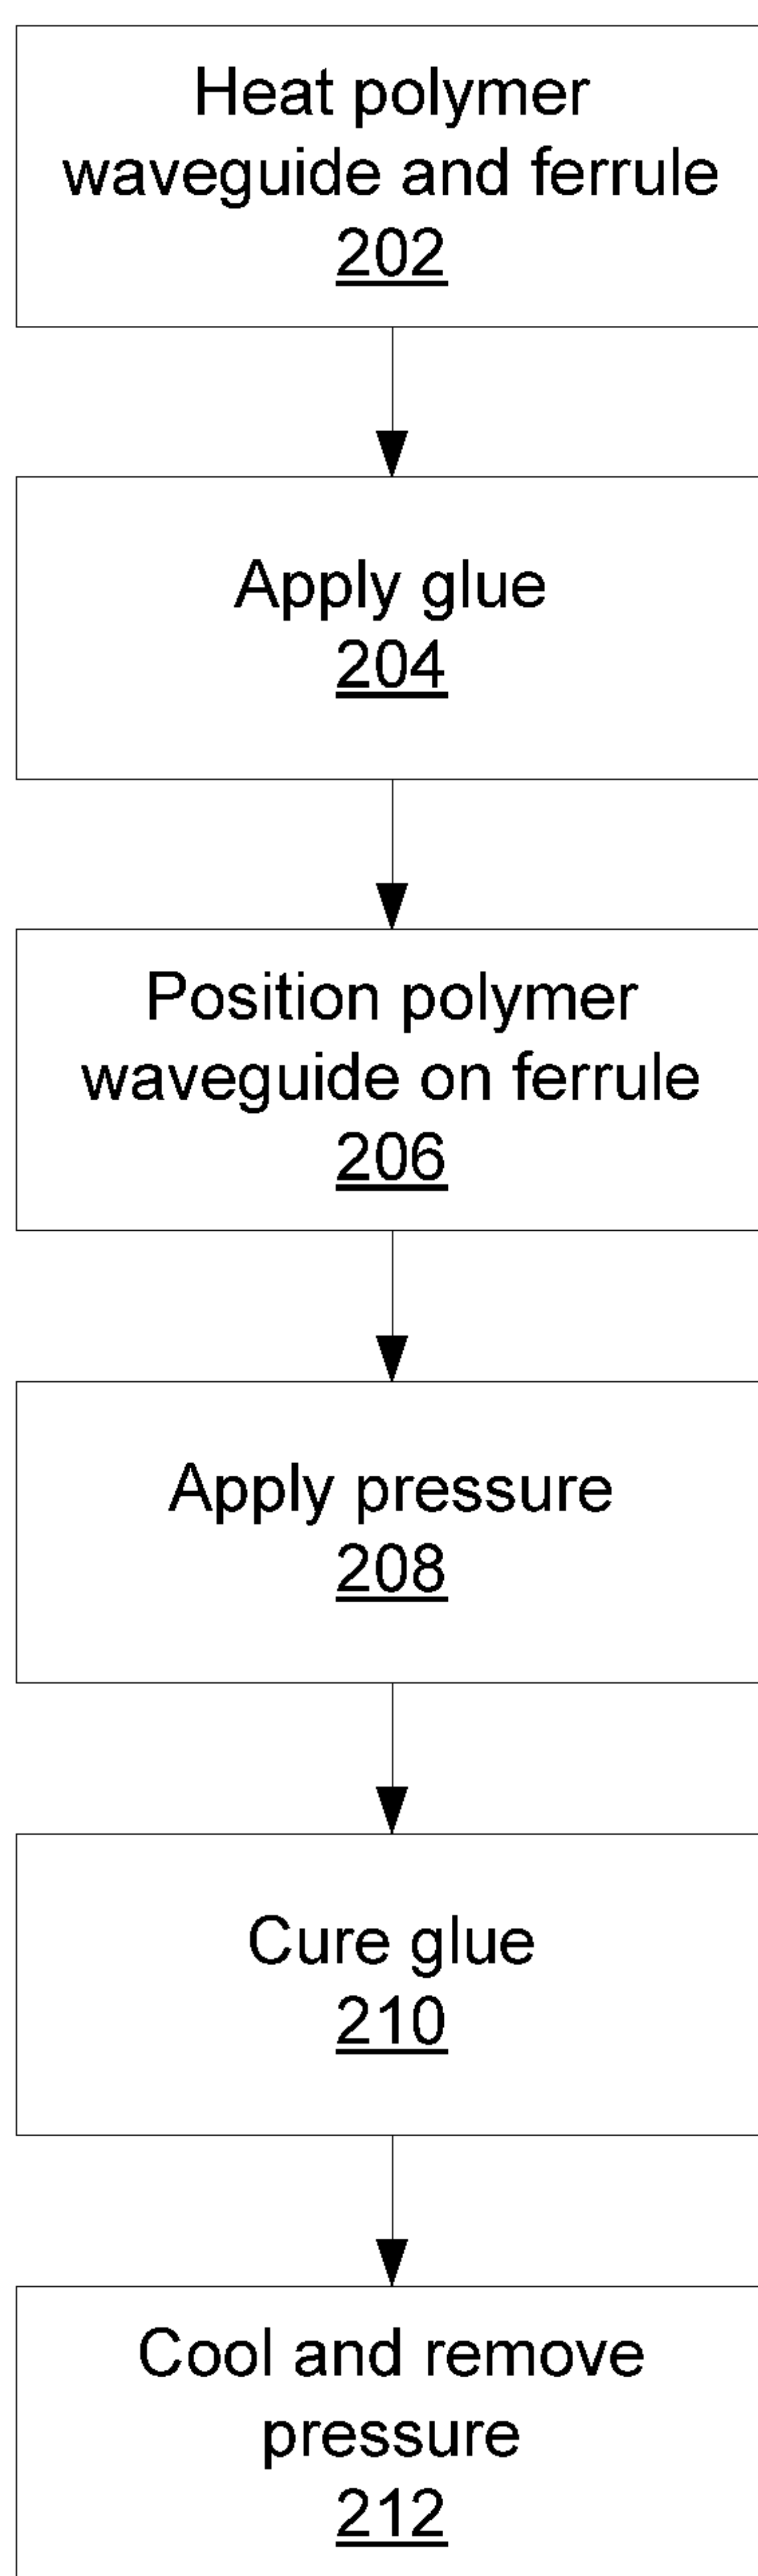 Heat polymer
waveguide and ferrule
202
Apply glue
204
Position polymer
waveguide on ferrule
206
Apply pressure
208
Cure glue
210
Cool and remove
pressure
212